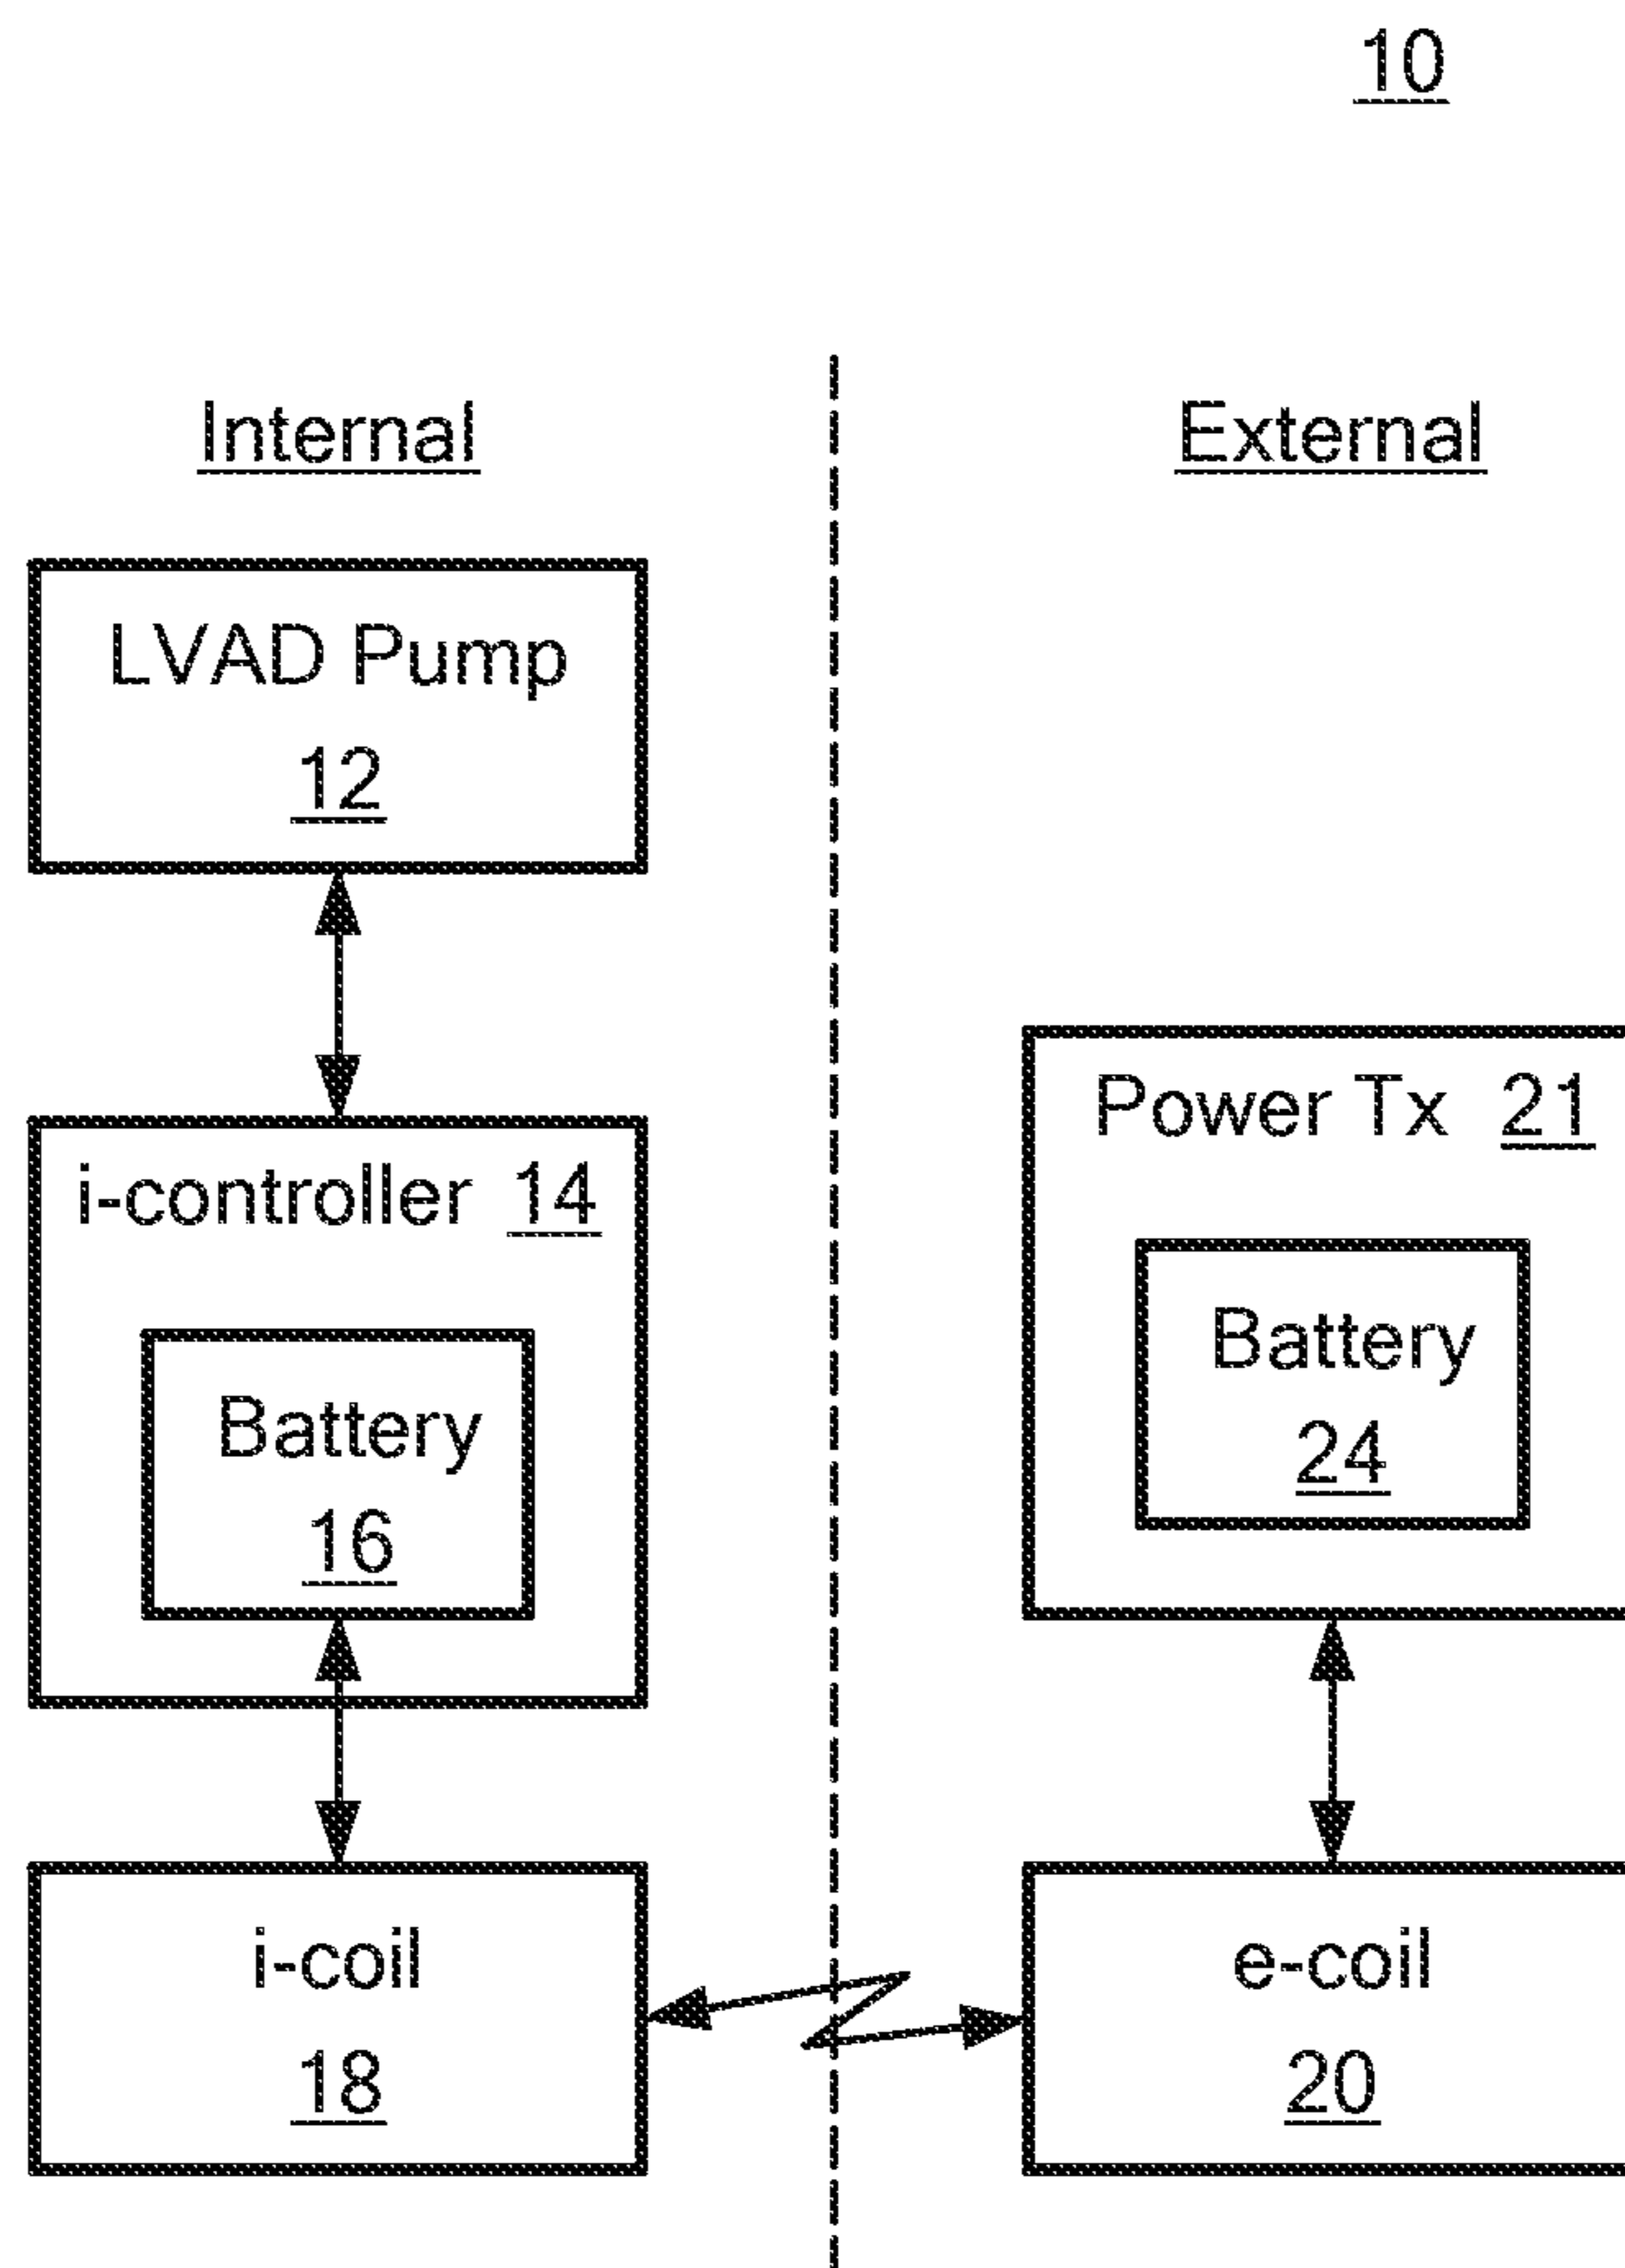 10
Internal
External
LVAD Pump
12
i-controller 14
Battery
16
i-coil
18
Power Tx 21
Battery
24
e-coil
20